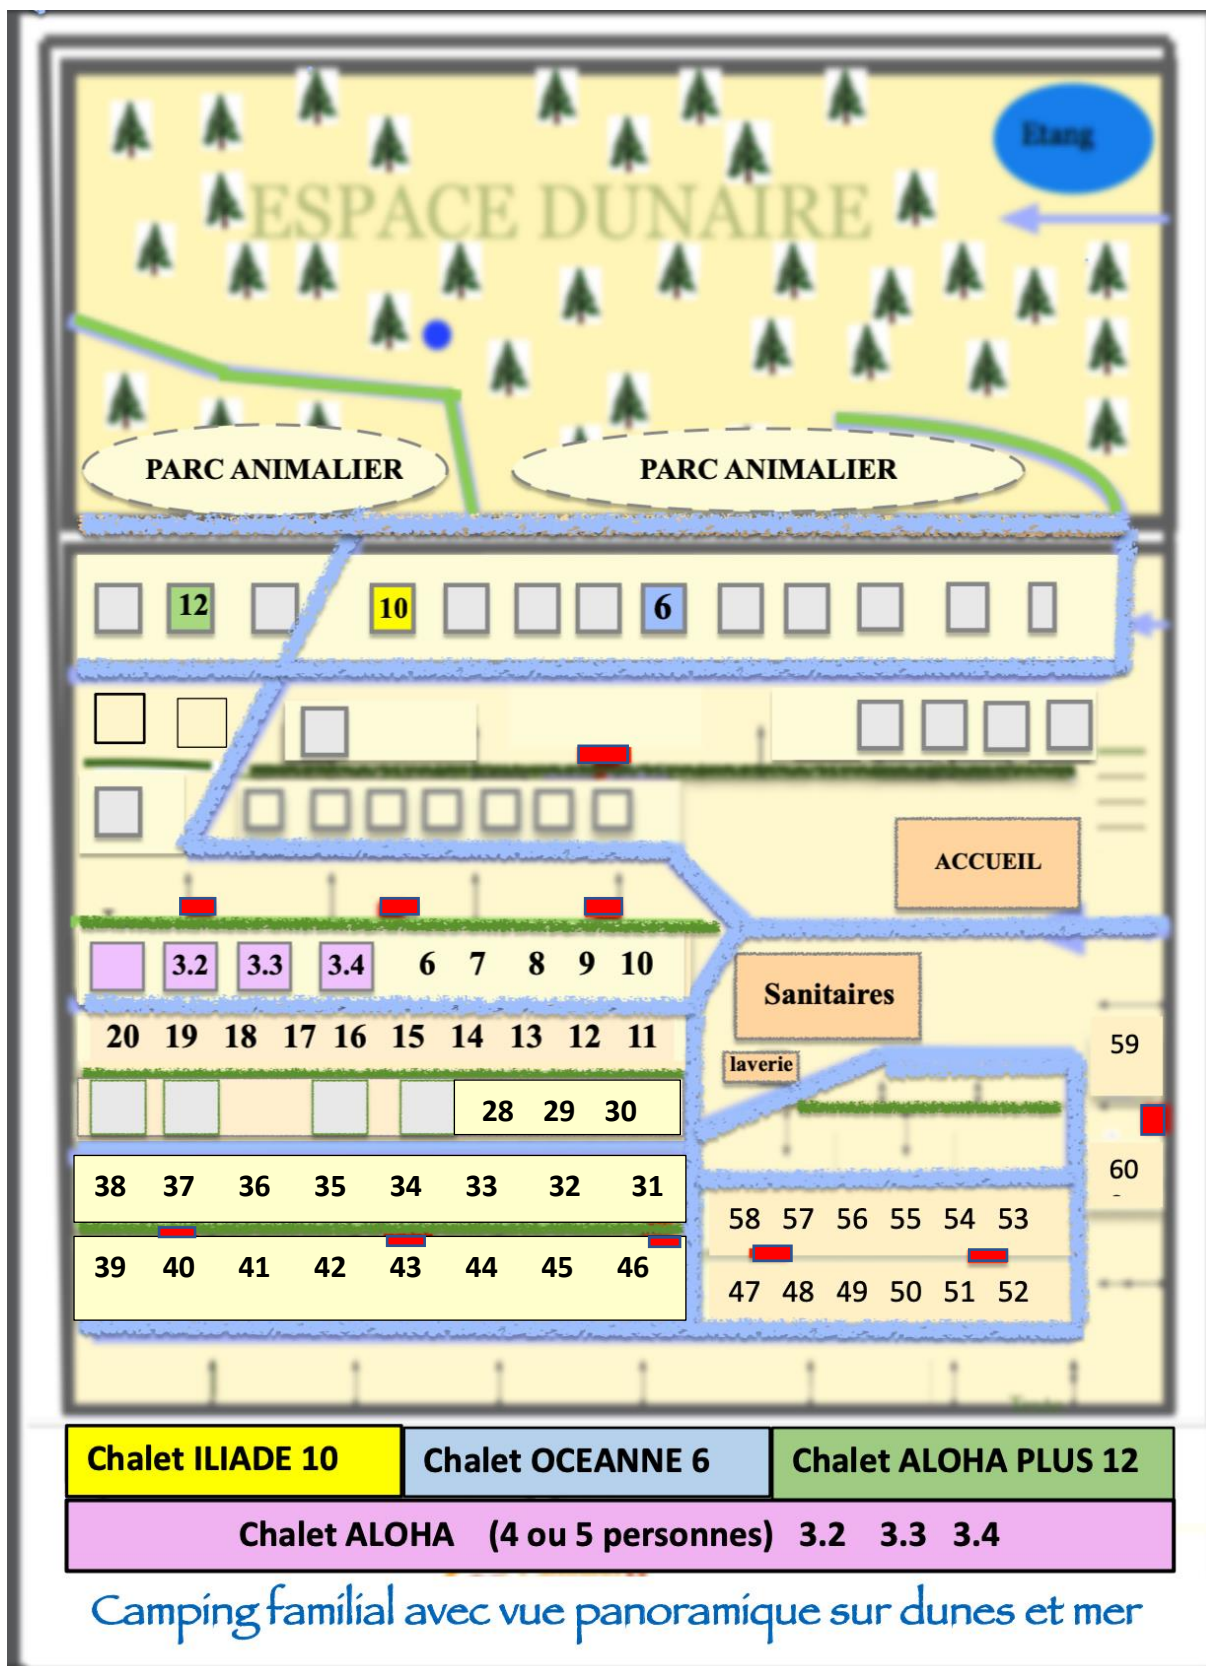 Etang
ESPACE DUNAIRE
PARC ANIMALIER PARC ANIMALIER
12 10 6
ACCUEIL
3.2 3.3 3.4 6 7 8 9 10
Sanitaires
20 19 18 17 16 15 14 13 12 11
59
laverie
28 29 30
60
38 37 36 35 34 33 32 31
58 57 56 55 54 53
39 40 41 42 43 44 45 46
47 48 49 50 51 52
Chalet ILIADE 10 Chalet OCEANNE 6 Chalet ALOHA PLUS 12
Chalet ALOHA (4 ou 5 personnes) 3.2 3.3 3.4
Camping familial avec vue panoramique sur dunes et mer